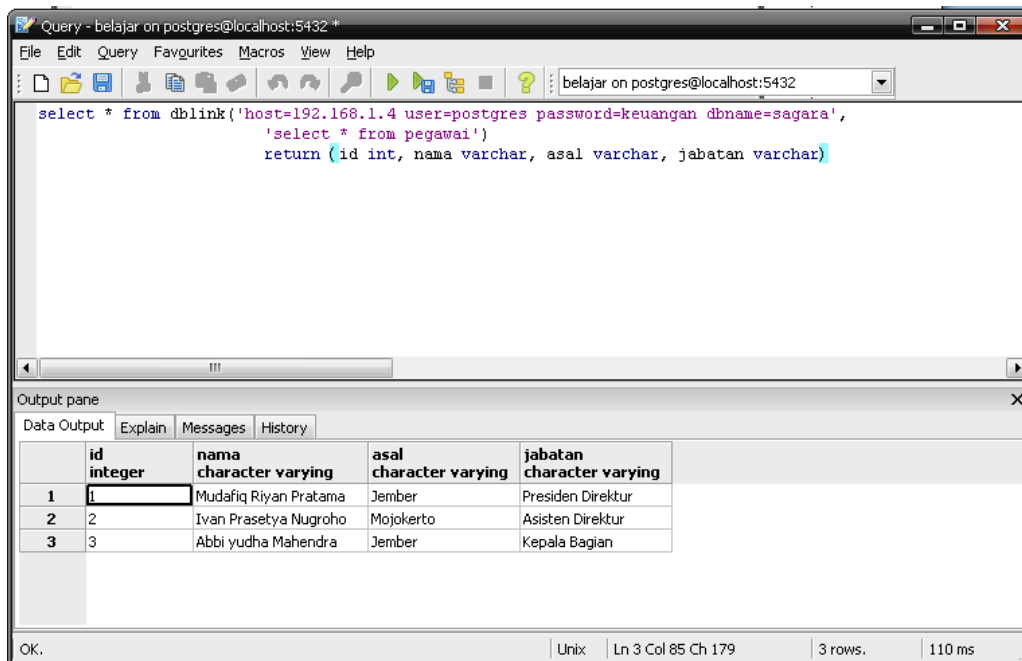 Query - belajar on postgres@localhost:5432 *
File Edit Query Favourites Macros View Help
belajar on postgres@localhost:5432
select * from dblink('host=192.168.1.4 user=postgres password=keuangan dbname=sagara',
'select * from pegawai')
return (id int, nama varchar, asal varchar, jabatan varchar)
Output pane
Data Output Explain Messages History
id nama asal jabatan
integer character varying character varying character varying
1 1 Mudafiq Riyan Pratama Jember Presiden Direktur
2 2 Ivan Prasetya Nugroho Mojokerto Asisten Direktur
3 3 Abbi yudha Mahendra Jember Kepala Bagian
OK. Unix Ln 3 Col 85 Ch 179 3 rows. 110 ms